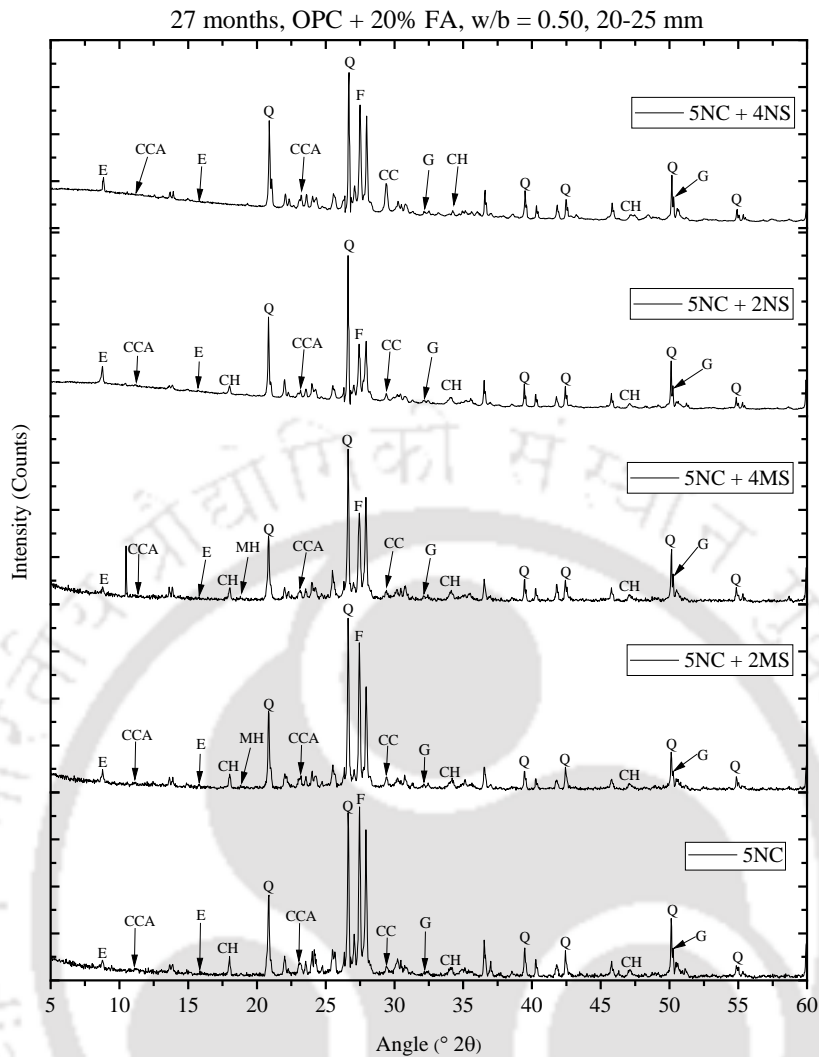 27 months, OPC + 20% FA, w/b = 0.50, 20-25 mm
Intensity (Counts)
5NC + 4NS
E CCA E Q CCA Q F CC G CH Q Q CH Q G Q
5NC + 2NS
E CCA E CH Q CCA Q F CC G CH Q Q CH Q G Q
5NC + 4MS
E CCA E CH MH Q CCA Q F CC G CH Q Q CH Q G Q
5NC + 2MS
E CCA E CH MH Q CCA Q F CC G CH Q Q CH Q G Q
5NC
E CCA E CH Q CCA Q F CC G CH Q Q CH Q G Q
5 10 15 20 25 30 35 40 45 50 55 60
Angle (° 2θ)
प्रौद्योगिकी संस्थान